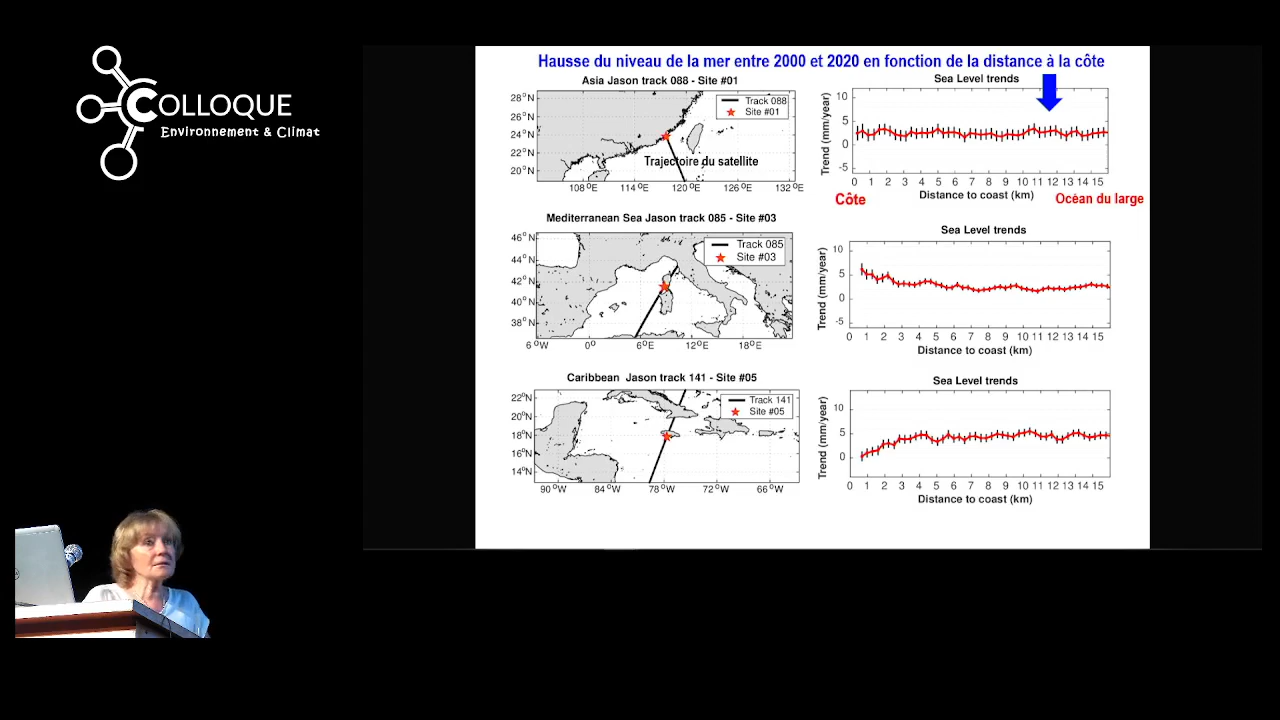 COLLOQUE
Environnement & Climat
Hausse du niveau de la mer entre 2000 et 2020 en fonction de la distance à la côte
Asia Jason track 088 - Site #01
28°N
26°N
24°N
22°N
20°N
Track 088
Site #01
Trajectoire du satellite
108°E 114°E 120°E 126°E 132°E
Sea Level trends
Trend (mm/year)
10
5
0
-5
0 1 2 3 4 5 6 7 8 9 10 11 12 13 14 15
Distance to coast (km)
Côte
Océan du large
Mediterranean Sea Jason track 085 - Site #03
46°N
44°N
42°N
40°N
38°N
Track 085
Site #03
6°W 0° 6°E 12°E 18°E
Sea Level trends
Trend (mm/year)
10
5
0
-5
0 1 2 3 4 5 6 7 8 9 10 11 12 13 14 15
Distance to coast (km)
Caribbean Jason track 141 - Site #05
22°N
20°N
18°N
16°N
14°N
Track 141
Site #05
90°W 84°W 78°W 72°W 66°W
Sea Level trends
Trend (mm/year)
10
5
0
0 1 2 3 4 5 6 7 8 9 10 11 12 13 14 15
Distance to coast (km)